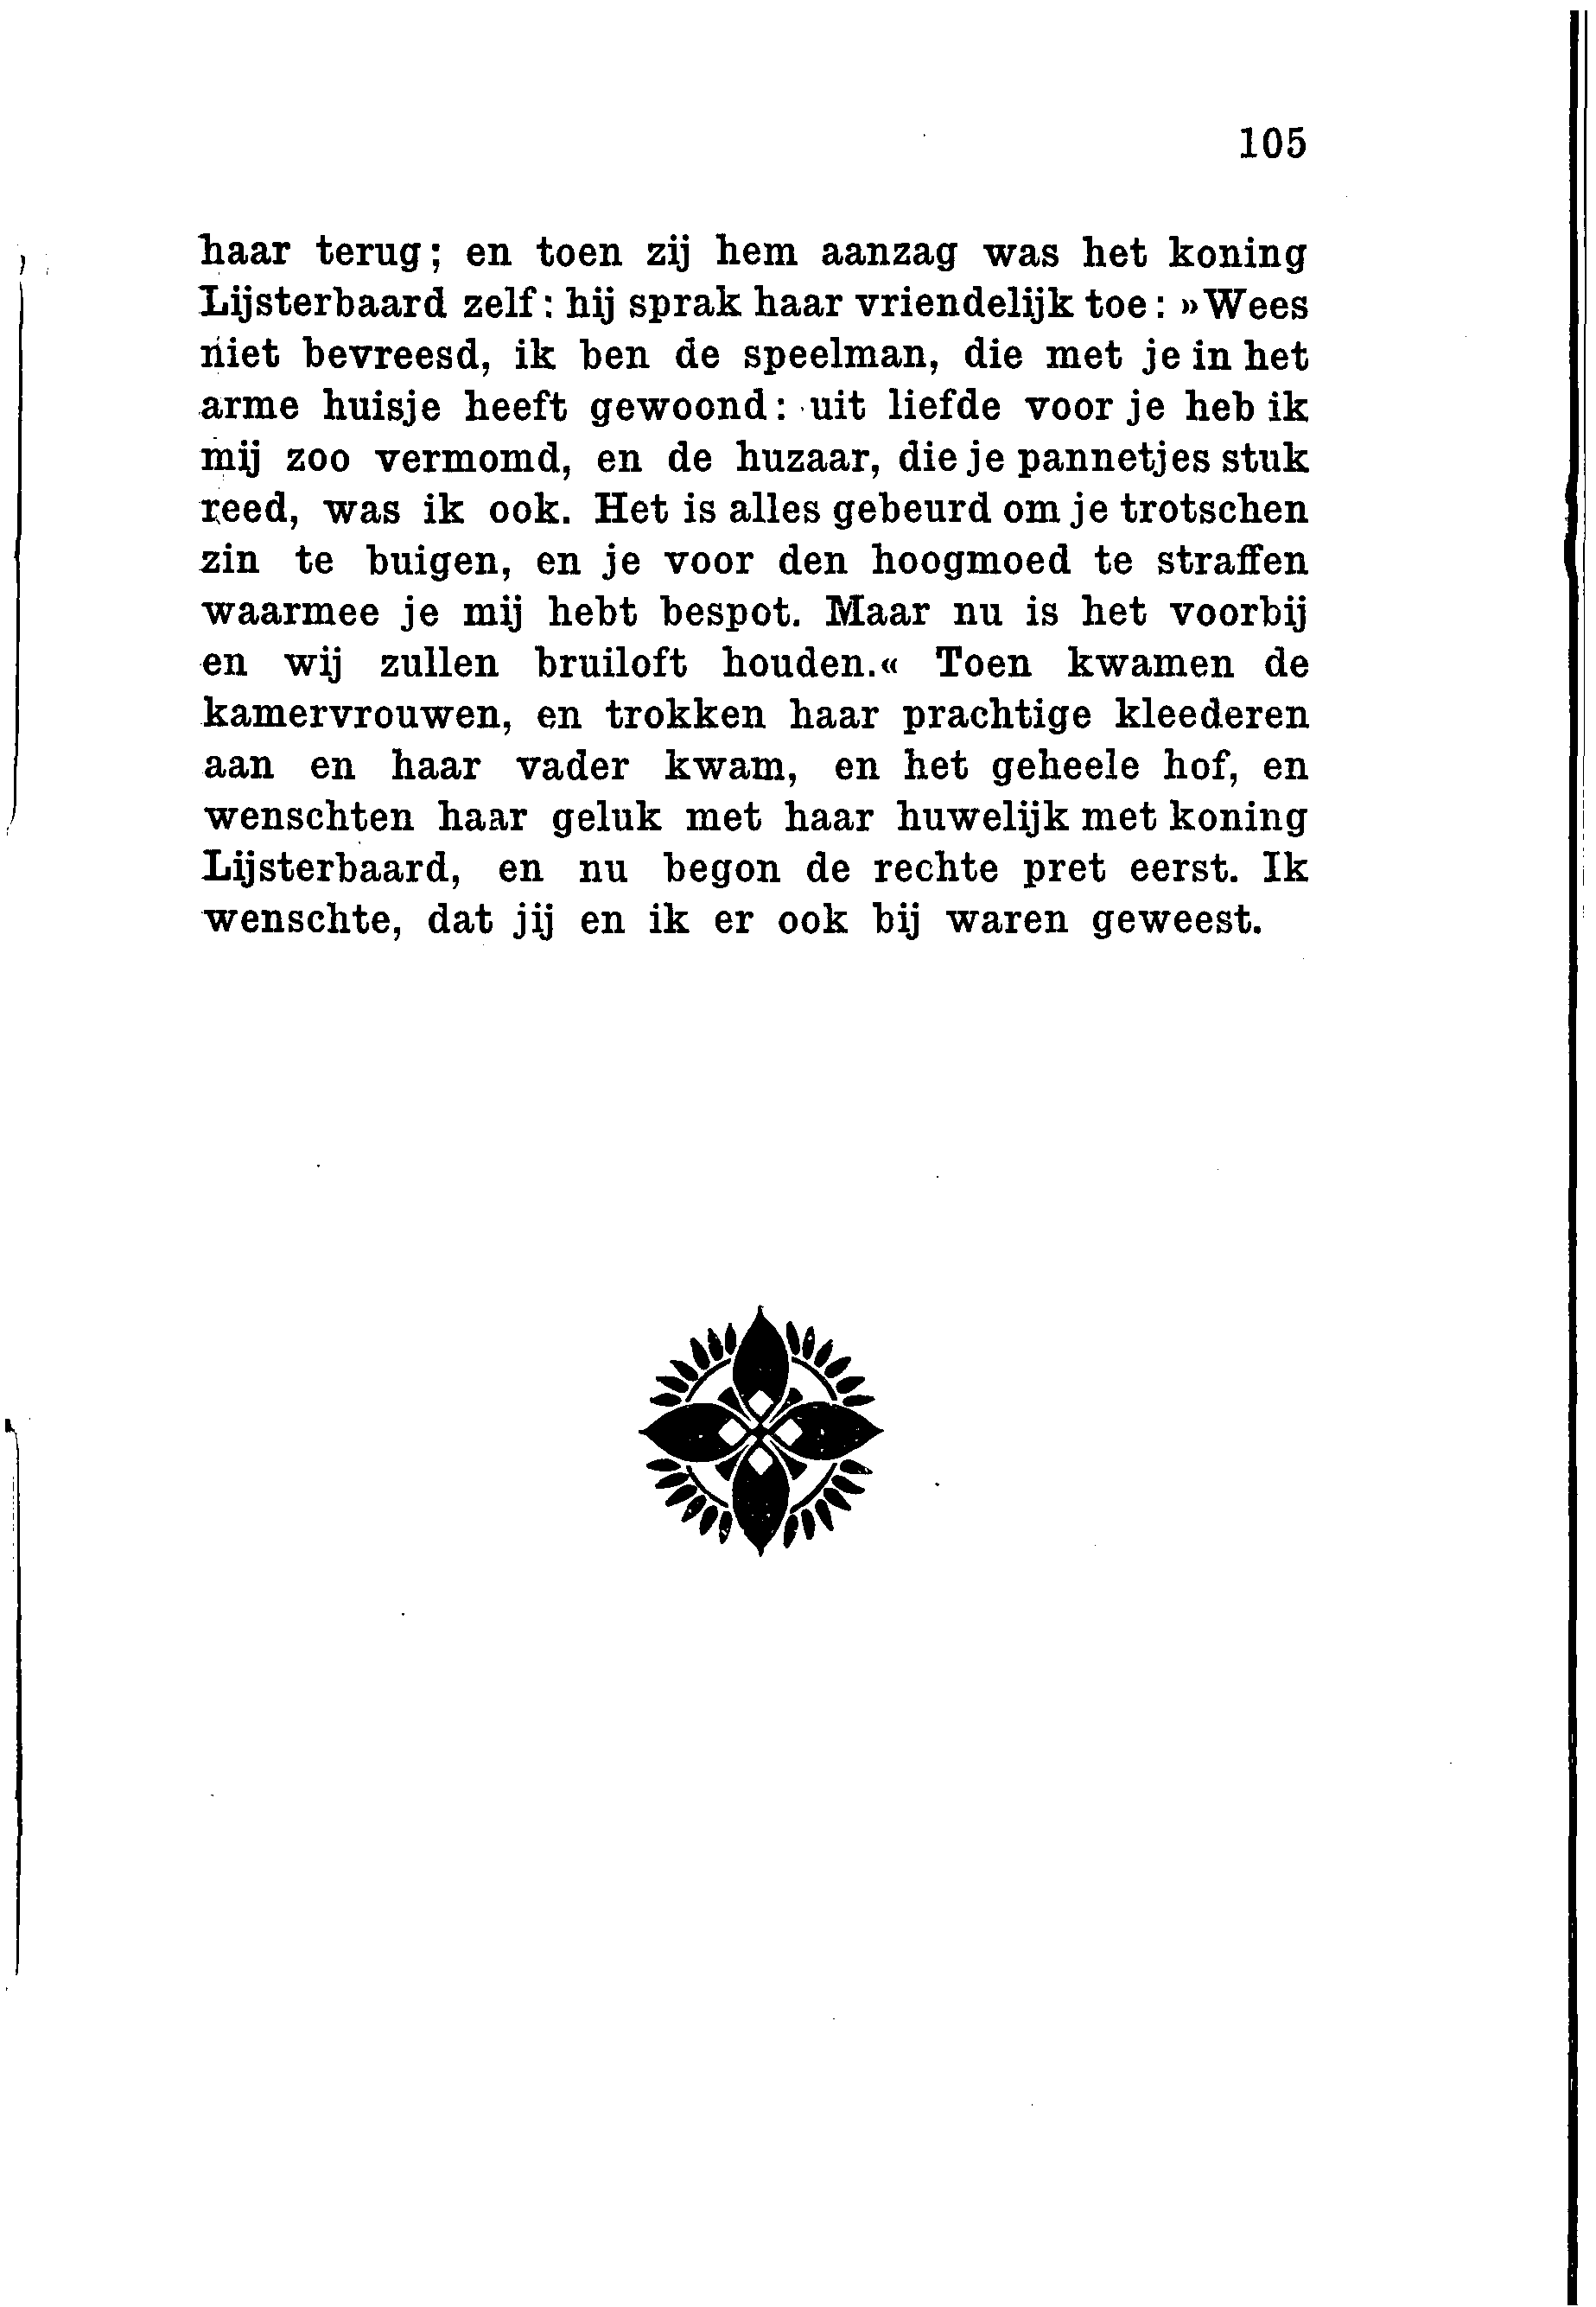 105
haar terug; en toen zij hem aanzag was het koning
Lijsterbaard zelf: hij sprak haar vriendelijk toe: »Wees
niet bevreesd, ik ben de speelman, die met je in het
arme huisje heeft gewoond: uit liefde voor je heb ik
mij zoo vermomd, en de huzaar, die je pannetjes stuk
reed, was ik ook. Het is alles gebeurd om je trotschen
zin te buigen, en je voor den hoogmoed te straffen
waarmee je mij hebt bespot. Maar nu is het voorbij
en wij zullen bruiloft houden.« Toen kwamen de
kamervrouwen, en trokken haar prachtige kleederen
aan en haar vader kwam, en het geheele hof, en
wenschten haar geluk met haar huwelijk met koning
Lijsterbaard, en nu begon de rechte pret eerst. Ik
wenschte, dat jij en ik er ook bij waren geweest.